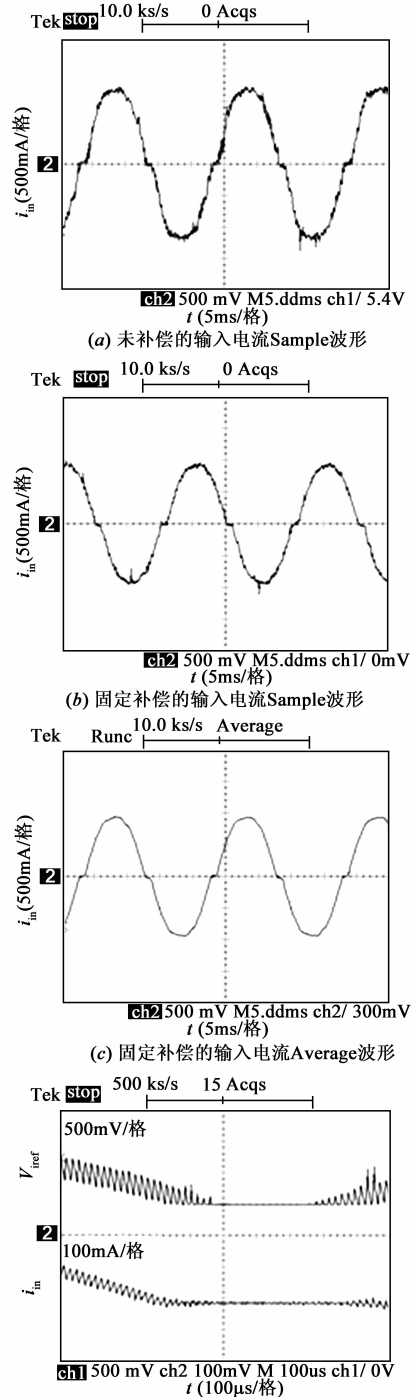 10.0 ks/s 0 Acqs
Tek stop
2
i_in(500mA/格)
ch2 500 mV M5.ddms ch1/ 5.4V
t (5ms/格)
(a) 未补偿的输入电流Sample波形
10.0 ks/s 0 Acqs
Tek stop
2
i_in(500mA/格)
ch2 500 mV M5.ddms ch1/ 0mV
t (5ms/格)
(b) 固定补偿的输入电流Sample波形
10.0 ks/s Average
Tek Runc
2
i_in(500mA/格)
ch2 500 mV M5.ddms ch2/ 300mV
t (5ms/格)
(c) 固定补偿的输入电流Average波形
500 ks/s 15 Acqs
Tek stop
500mV/格
V_iref
2
100mA/格
i_in
ch1 500 mV ch2 100mV M 100us ch1/ 0V
t (100μs/格)